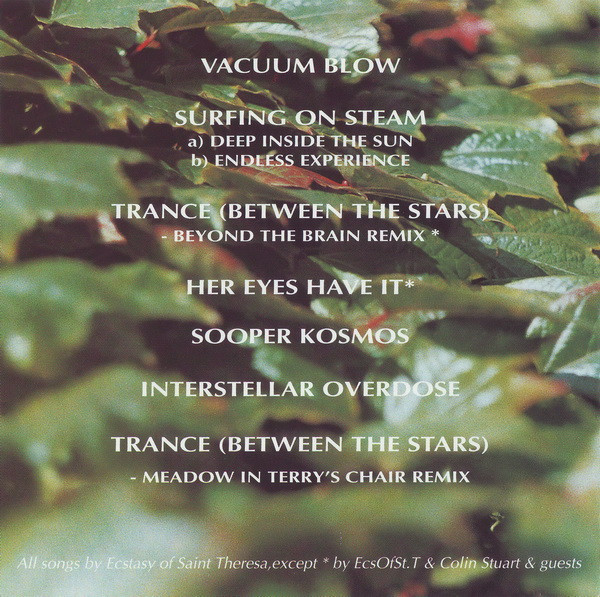 VACUUM BLOW
SURFING ON STEAM
a) DEEP INSIDE THE SUN
b) ENDLESS EXPERIENCE
TRANCE (BETWEEN THE STARS)
- BEYOND THE BRAIN REMIX *
HER EYES HAVE IT*
SOOPER KOSMOS
INTERSTELLAR OVERDOSE
TRANCE (BETWEEN THE STARS)
- MEADOW IN TERRY'S CHAIR REMIX
All songs by Ecstasy of Saint Theresa,except * by EcsOfSt.T & Colin Stuart & guests